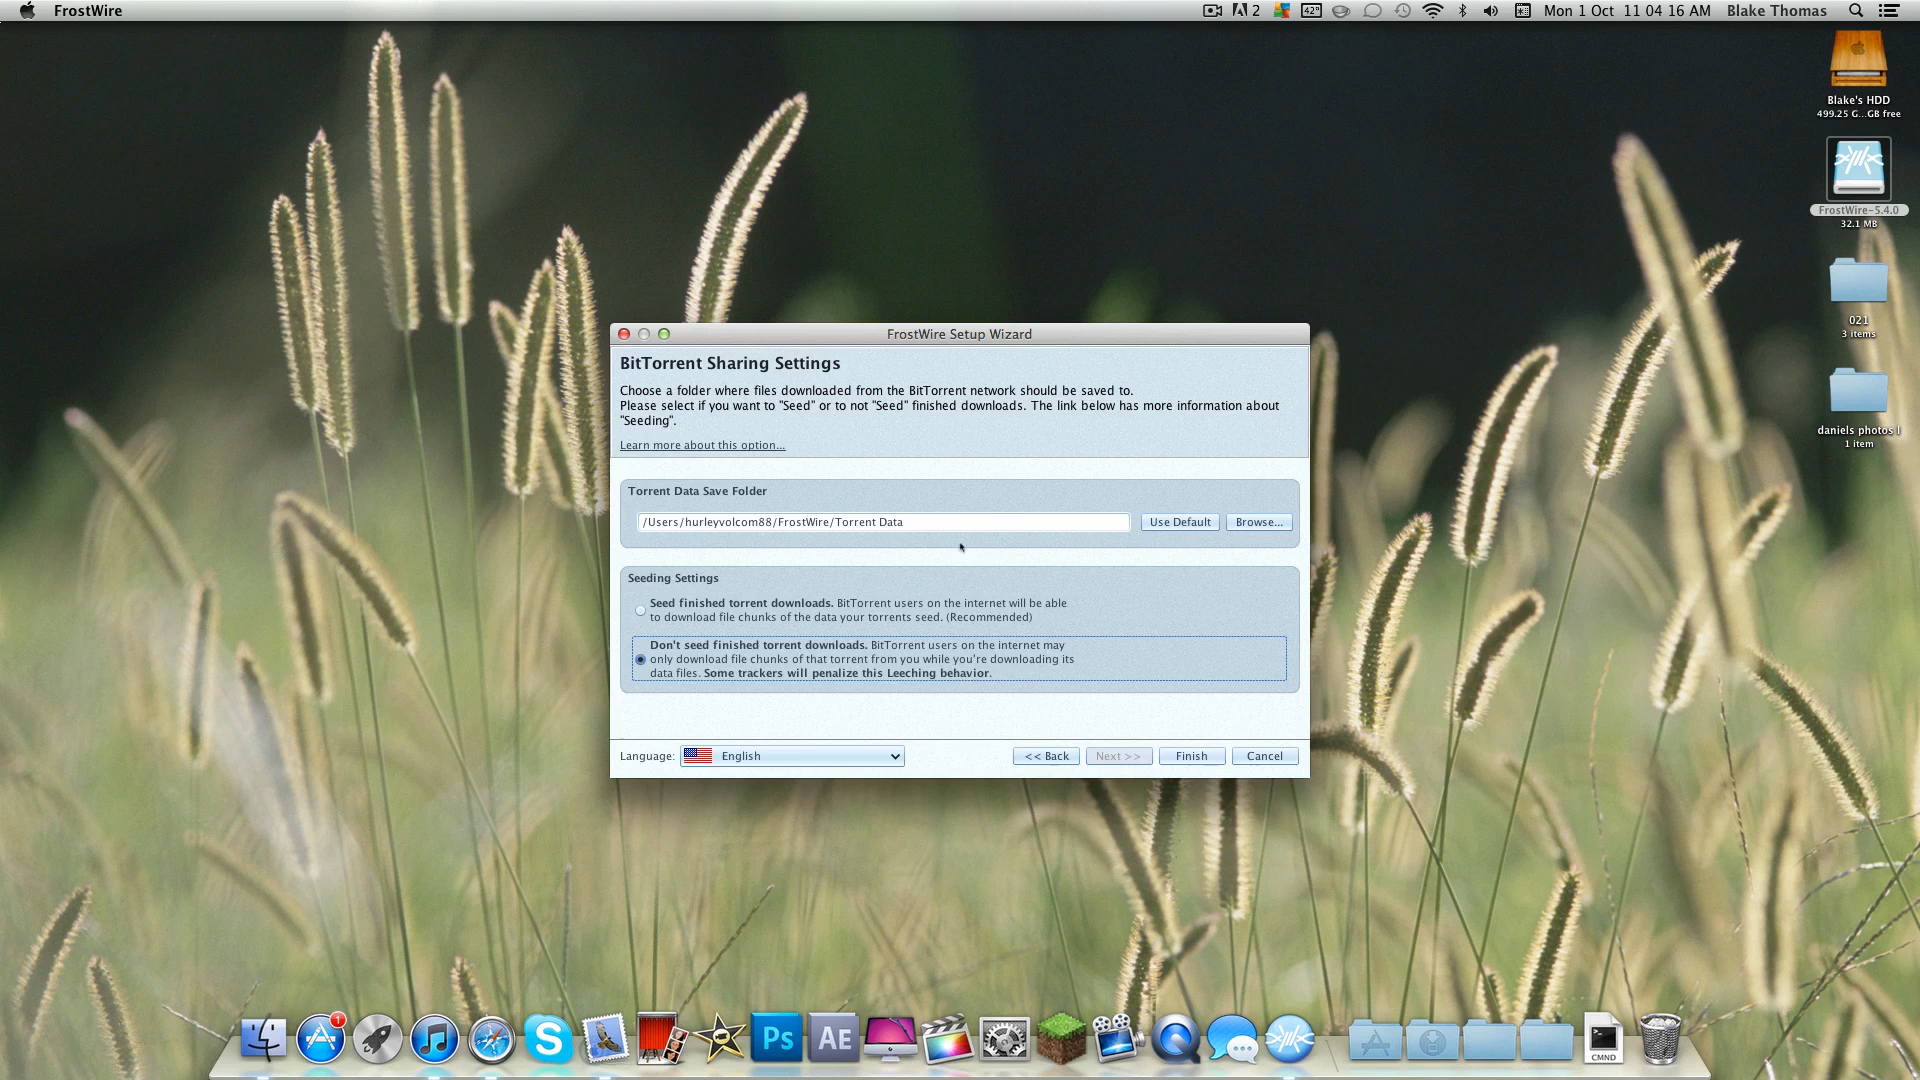 FrostWire
2
42°
Mon 1 Oct 11 04 16 AM
Blake Thomas
Blake's HDD
499.25 G...GB free
FrostWire-5.4.0
32.1 MB
021
3 items
daniels photos l
1 item
FrostWire Setup Wizard
BitTorrent Sharing Settings
Choose a folder where files downloaded from the BitTorrent network should be saved to.
Please select if you want to "Seed" or to not "Seed" finished downloads. The link below has more information about
"Seeding".
Learn more about this option...
Torrent Data Save Folder
/Users/hurleyvolcom88/FrostWire/Torrent Data
Use Default
Browse...
Seeding Settings
Seed finished torrent downloads. BitTorrent users on the internet will be able
to download file chunks of the data your torrents seed. (Recommended)
Don't seed finished torrent downloads. BitTorrent users on the internet may
only download file chunks of that torrent from you while you're downloading its
data files. Some trackers will penalize this Leeching behavior.
Language:
English
<< Back
Next >>
Finish
Cancel
1
S
Ps
AE
CMND